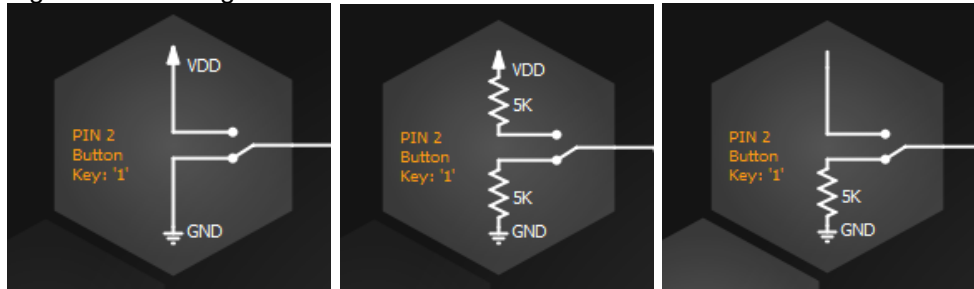 VDD
PIN 2
Button
Key: '1'
GND
VDD
5K
PIN 2
Button
Key: '1'
5K
GND
PIN 2
Button
Key: '1'
5K
GND